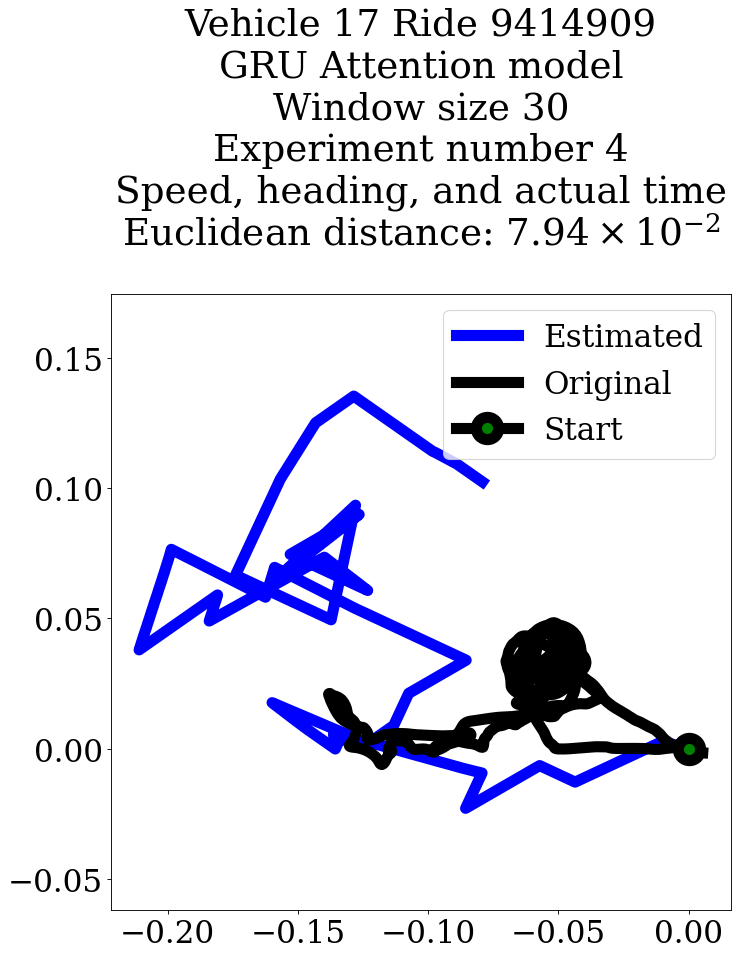 Vehicle 17 Ride 9414909
GRU Attention model
Window size 30
Experiment number 4
Speed, heading, and actual time
Euclidean distance: 7.94 × 10⁻²
Estimated
Original
Start
0.15
0.10
0.05
0.00
−0.05
−0.20
−0.15
−0.10
−0.05
0.00